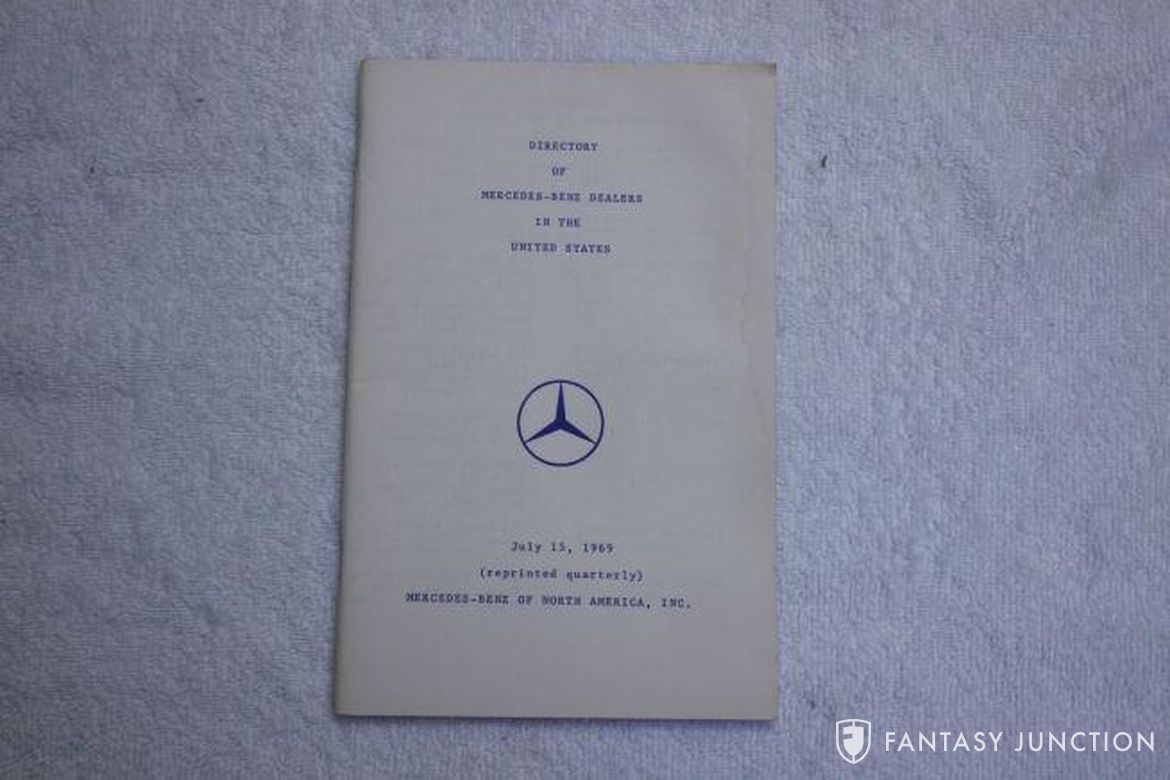 DIRECTORY
OF
MERCEDES-BENZ DEALERS
IN THE
UNITED STATES
July 15, 1969
(reprinted quarterly)
MERCEDES-BENZ OF NORTH AMERICA, INC.
FANTASY JUNCTION